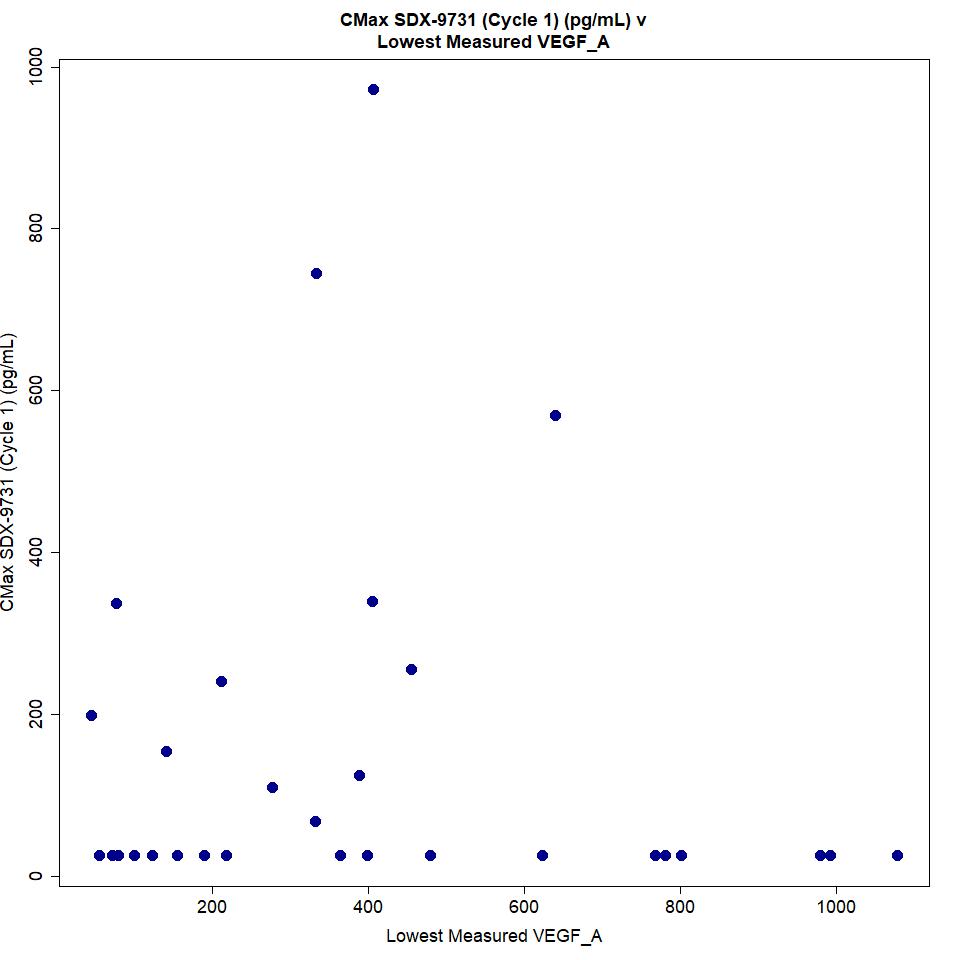 CMax SDX-9731 (Cycle 1) (pg/mL) v
Lowest Measured VEGF_A
CMax SDX-9731 (Cycle 1) (pg/mL)
1000
800
600
400
200
0
200 400 600 800 1000
Lowest Measured VEGF_A